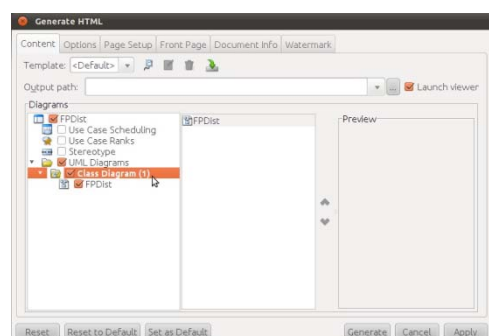 Generate HTML
Content Options Page Setup Front Page Document Info Watermark
Template: <Default>
Output path: ... Launch viewer
Diagrams
FPDist
Use Case Scheduling
Use Case Ranks
Stereotype
UML Diagrams
Class Diagram (1)
FPDist
FPDist
Preview
Reset Reset to Default Set as Default Generate Cancel Apply